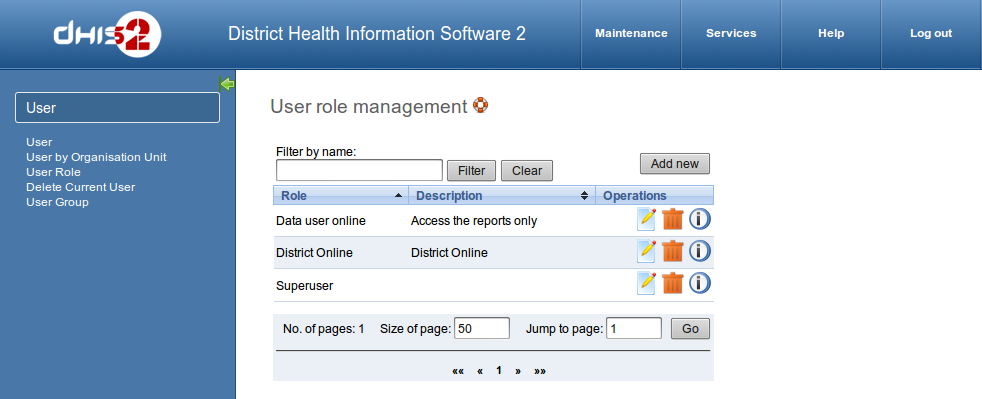 dhis2 District Health Information Software 2 Maintenance Services Help Log out
User
User
User by Organisation Unit
User Role
Delete Current User
User Group
User role management
Filter by name:
Filter Clear Add new
Role Description Operations
Data user online Access the reports only
District Online District Online
Superuser
No. of pages: 1 Size of page: 50 Jump to page: 1 Go
«« « 1 » »»